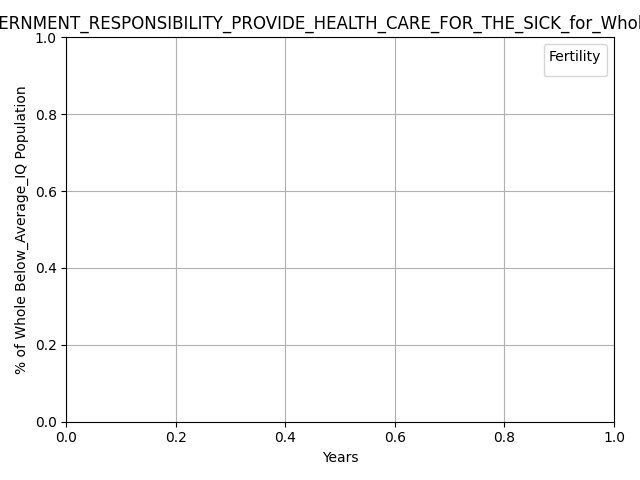 ERNMENT_RESPONSIBILITY_PROVIDE_HEALTH_CARE_FOR_THE_SICK_for_Whol
Fertility
1.0
0.8
0.6
0.4
0.2
0.0
% of Whole Below_Average_IQ Population
0.0 0.2 0.4 0.6 0.8 1.0
Years